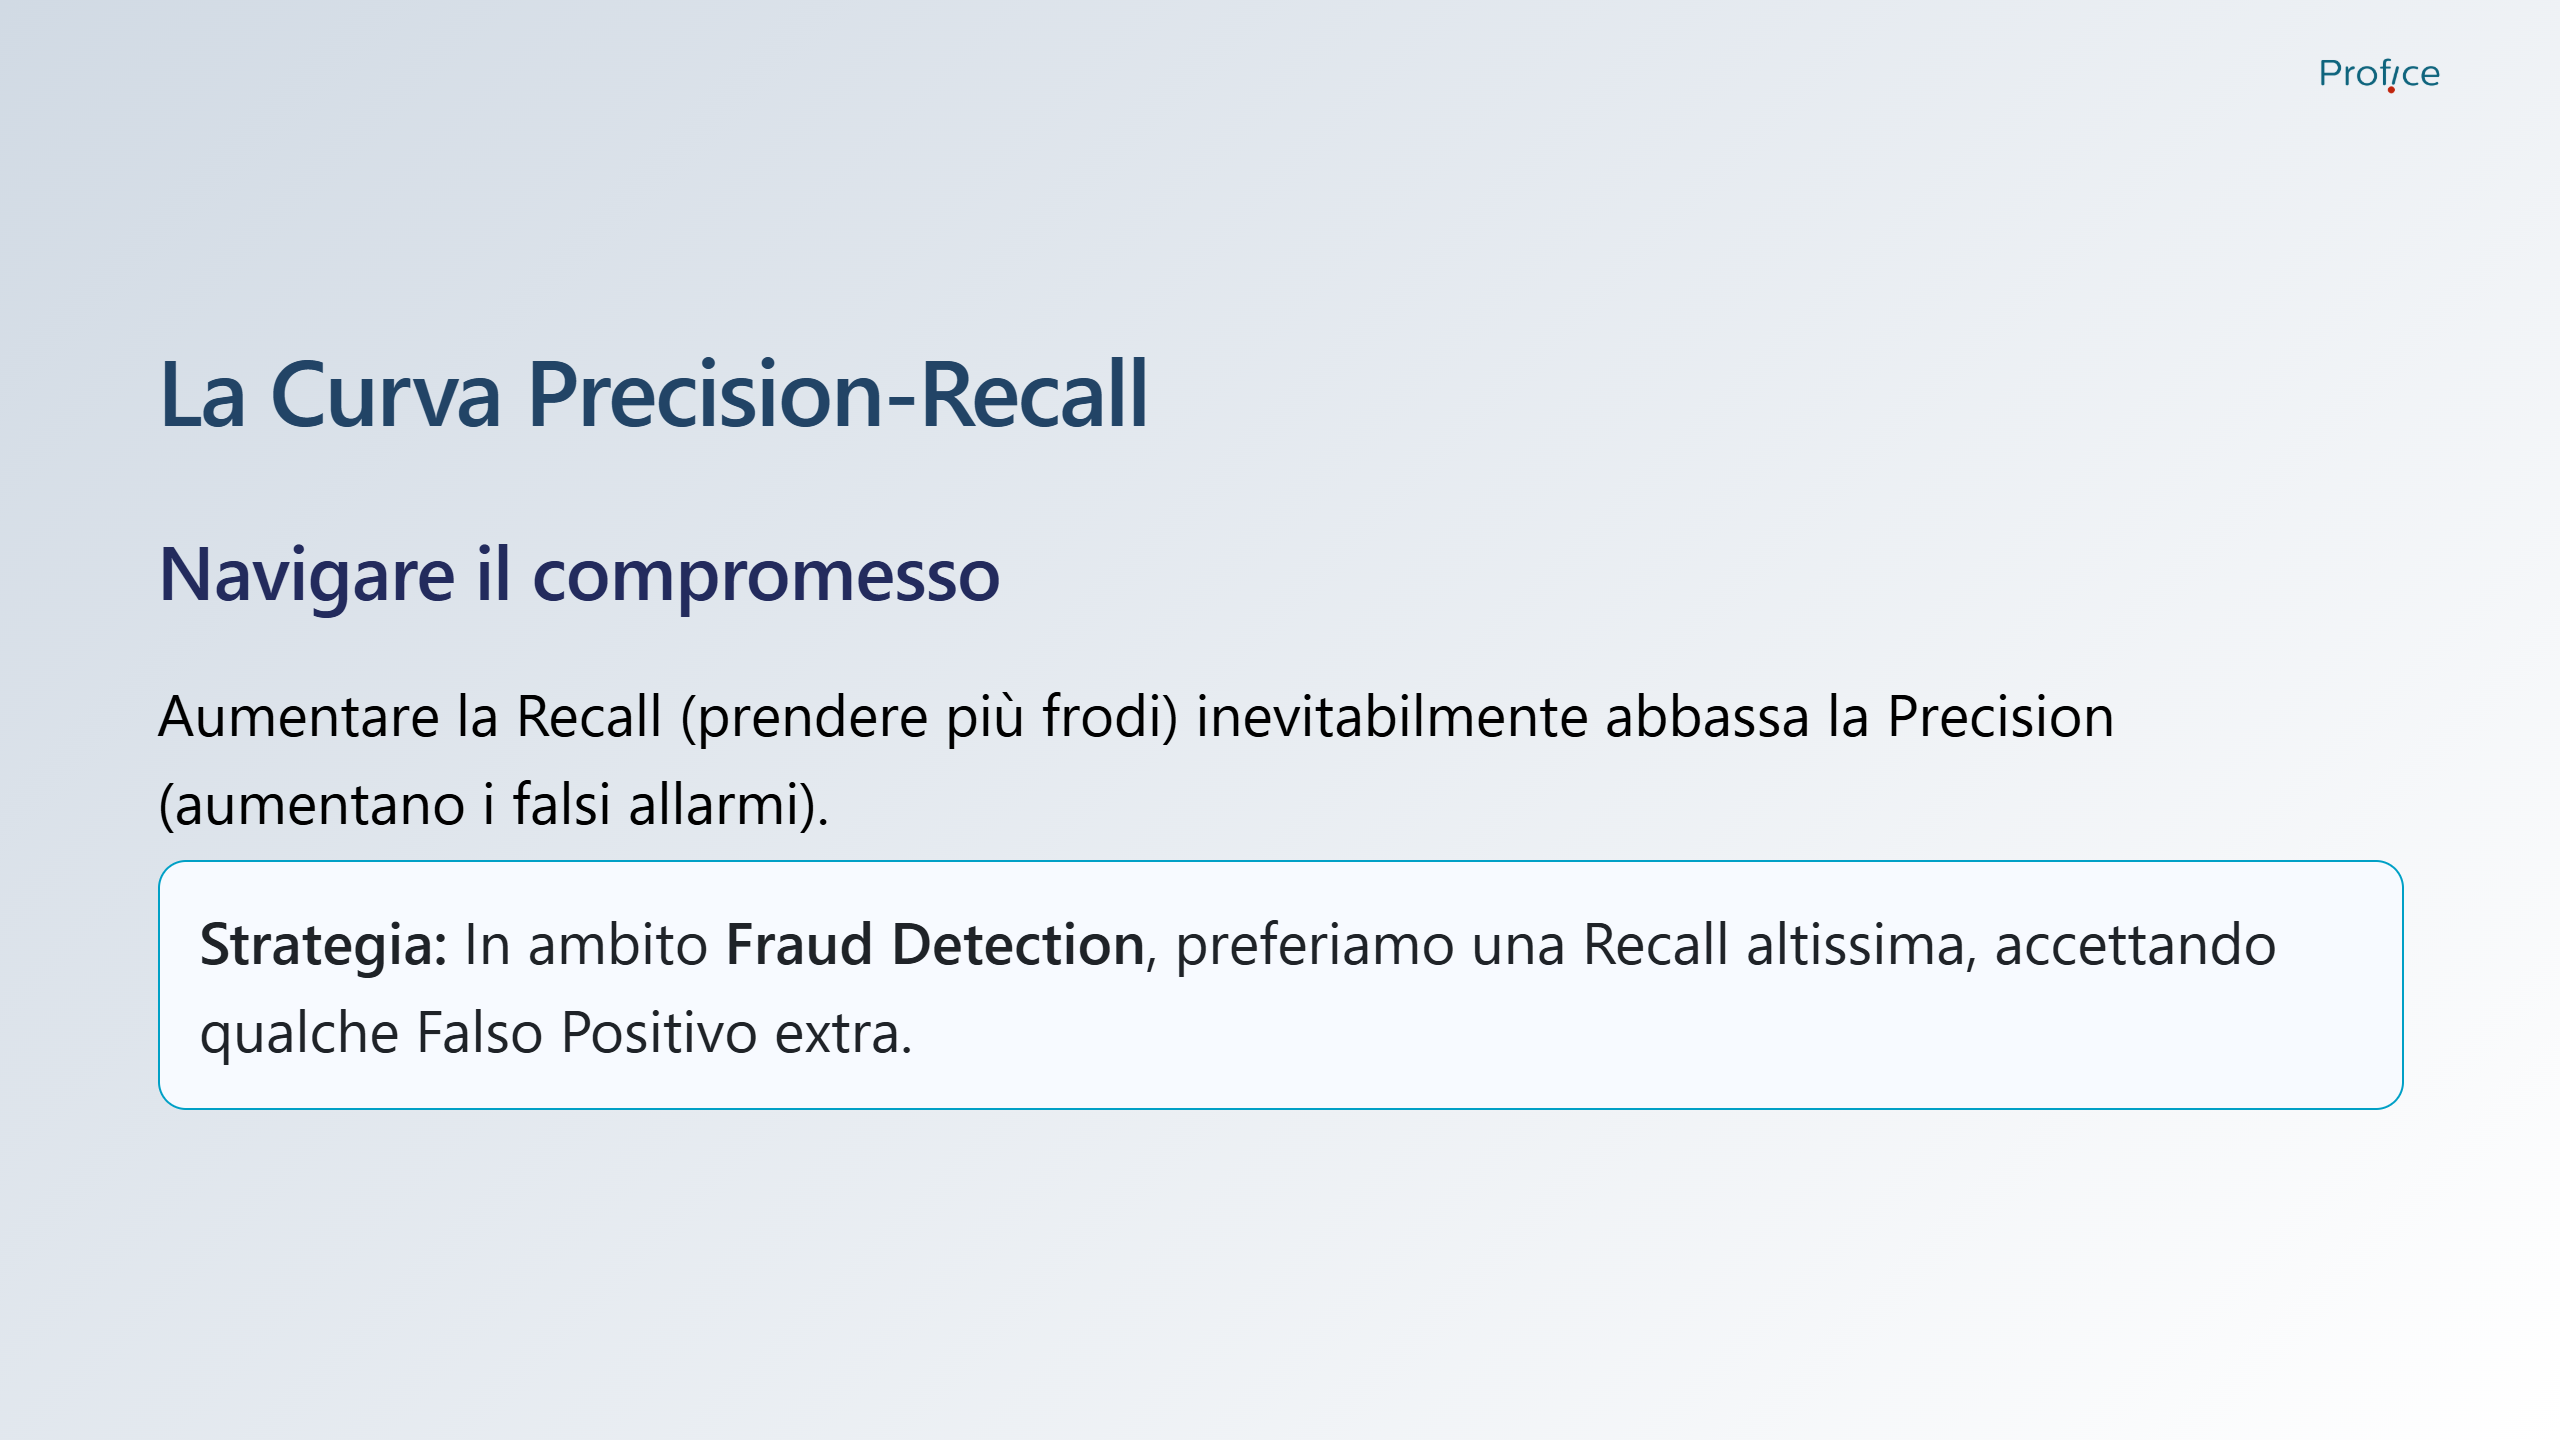 Profice
La Curva Precision-Recall
Navigare il compromesso
Aumentare la Recall (prendere più frodi) inevitabilmente abbassa la Precision
(aumentano i falsi allarmi).
Strategia: In ambito Fraud Detection, preferiamo una Recall altissima, accettando
qualche Falso Positivo extra.